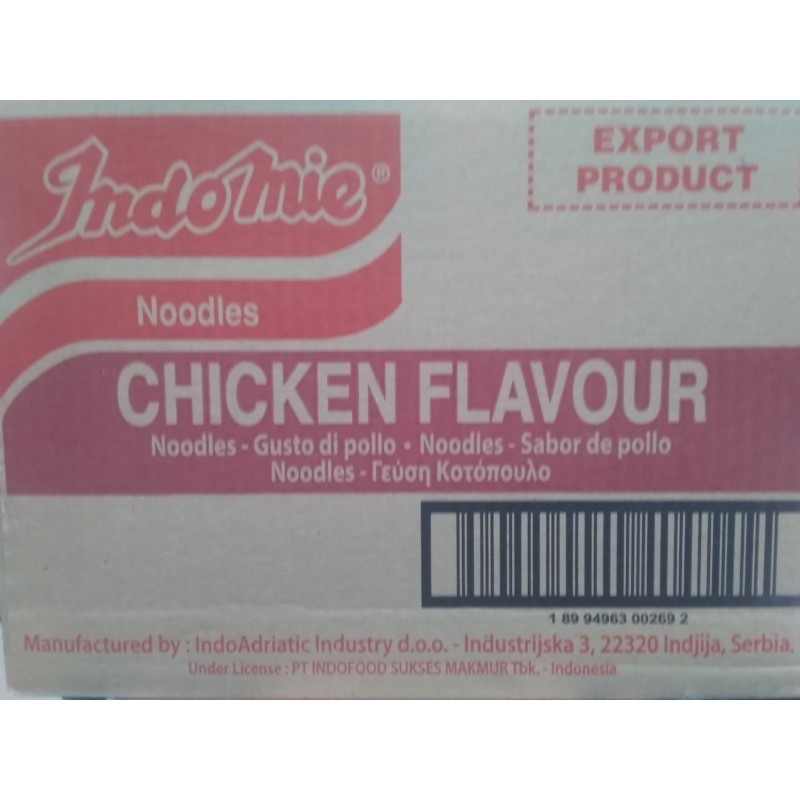 Indomie®
EXPORT
PRODUCT
Noodles
CHICKEN FLAVOUR
Noodles - Gusto di pollo • Noodles - Sabor de pollo
Noodles - Γεύση Κοτόπουλο
1 89 94963 00269 2
Manufactured by : IndoAdriatic Industry d.o.o. - Industrijska 3, 22320 Indjija, Serbia.
Under License : PT INDOFOOD SUKSES MAKMUR Tbk. - Indonesia